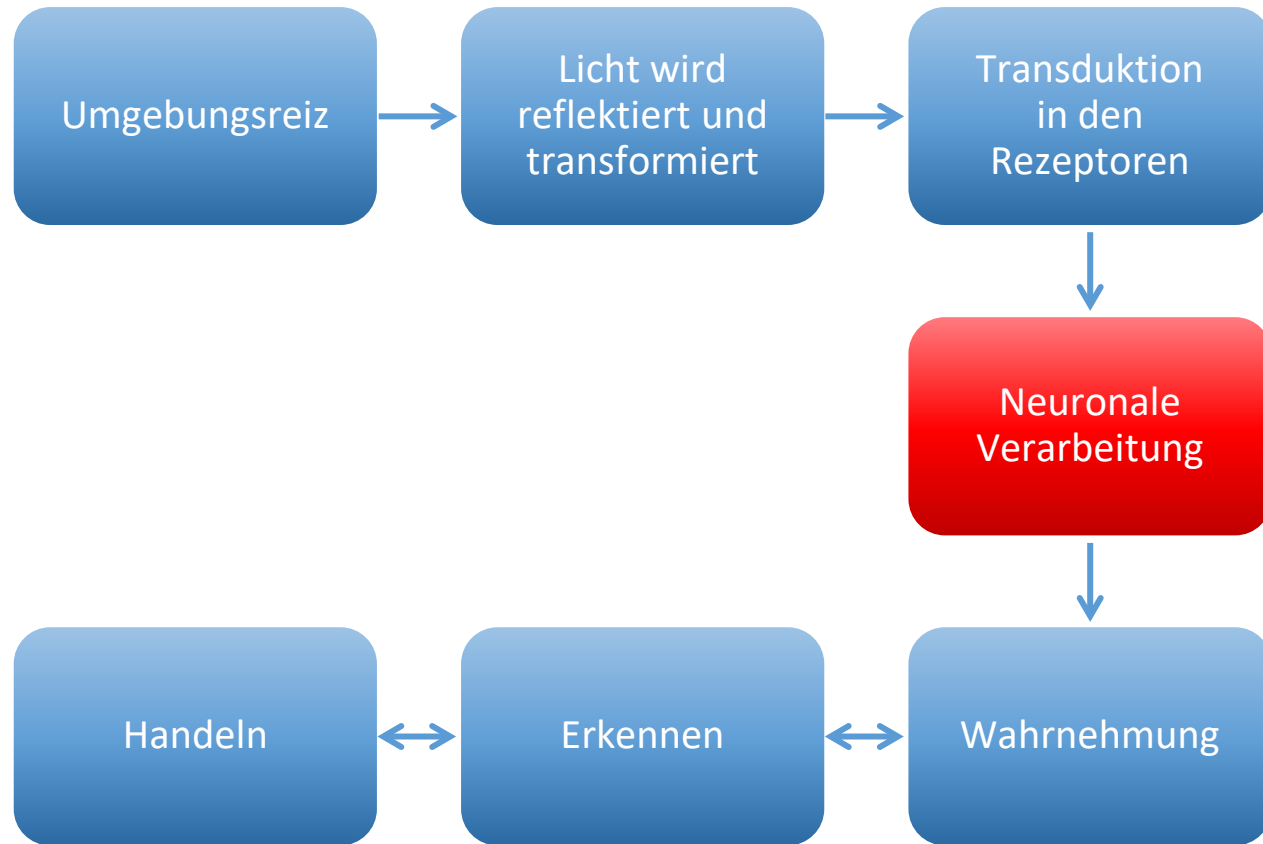 Umgebungsreiz
Licht wird
reflektiert und
transformiert
Transduktion
in den
Rezeptoren
Neuronale
Verarbeitung
Handeln
Erkennen
Wahrnehmung